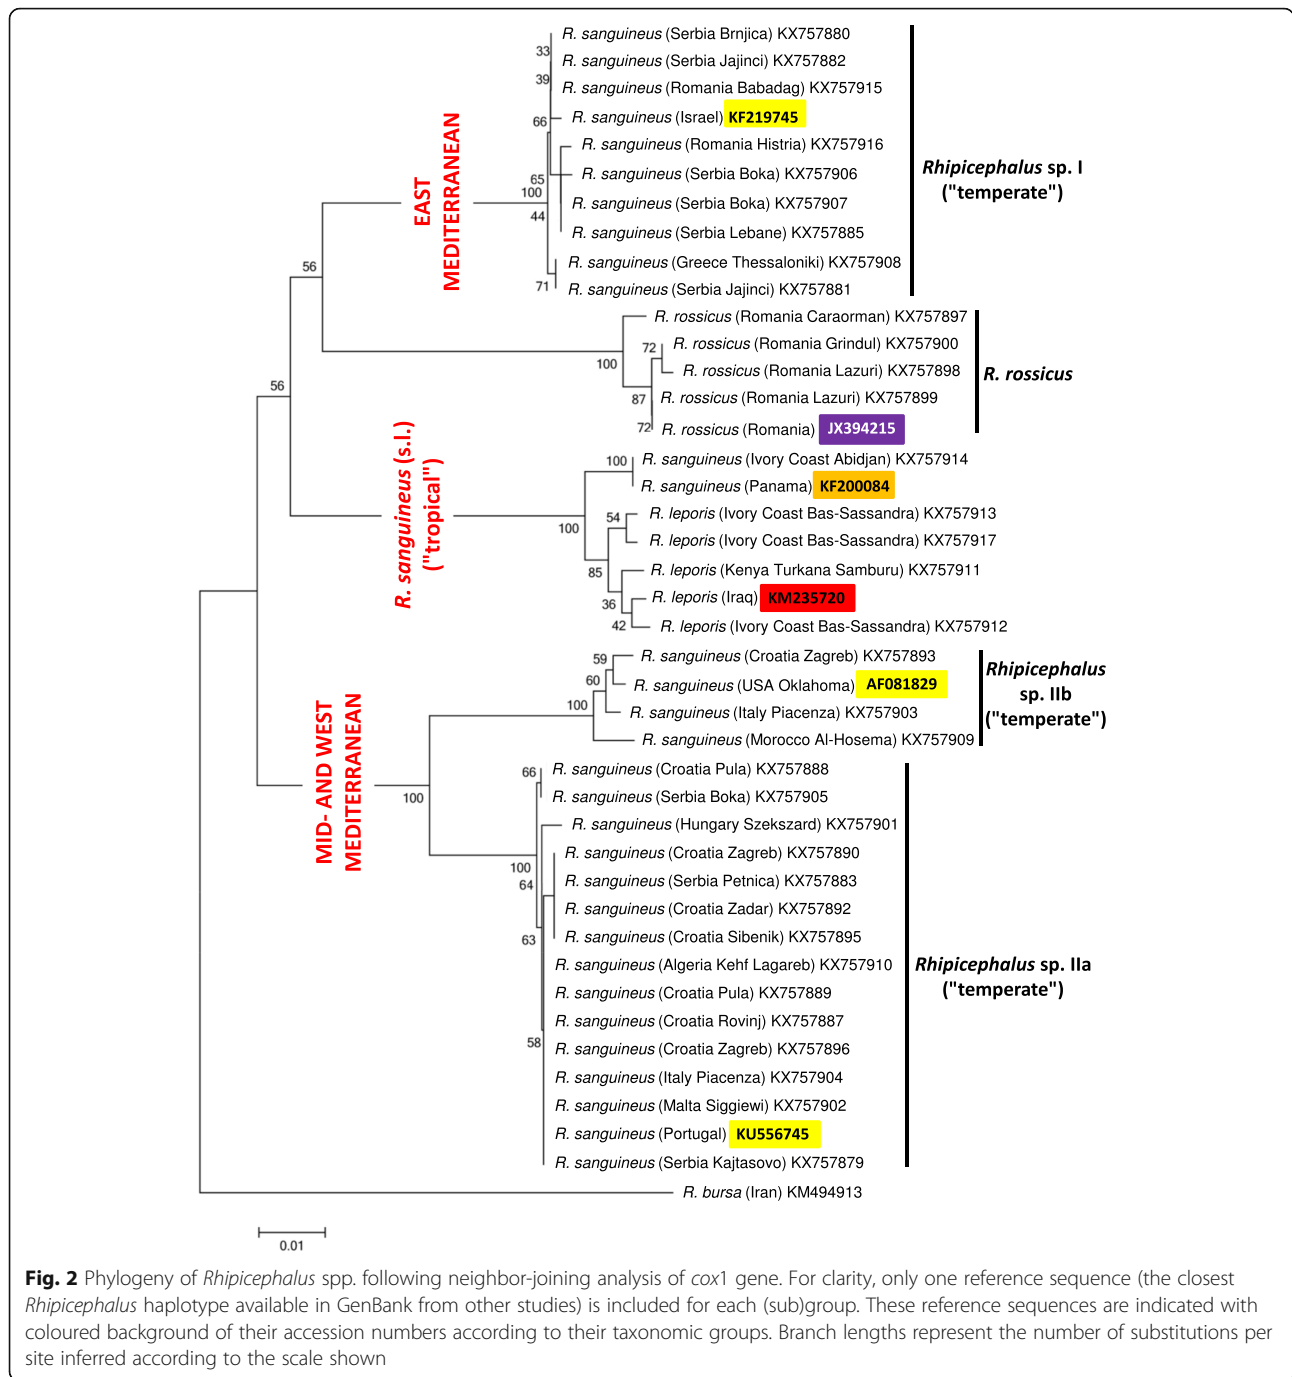 R. sanguineus (Serbia Brnjica) KX757880
33
R. sanguineus (Serbia Jajinci) KX757882
39
R. sanguineus (Romania Babadag) KX757915
66
R. sanguineus (Israel) KF219745
R. sanguineus (Romania Histria) KX757916
65
R. sanguineus (Serbia Boka) KX757906
100
R. sanguineus (Serbia Boka) KX757907
44
R. sanguineus (Serbia Lebane) KX757885
R. sanguineus (Greece Thessaloniki) KX757908
71
R. sanguineus (Serbia Jajinci) KX757881
EAST
MEDITERRANEAN
Rhipicephalus sp. I
("temperate")
56
R. rossicus (Romania Caraorman) KX757897
72
R. rossicus (Romania Grindul) KX757900
100
R. rossicus (Romania Lazuri) KX757898
87
R. rossicus (Romania Lazuri) KX757899
72
R. rossicus (Romania) JX394215
R. rossicus
56
100
R. sanguineus (Ivory Coast Abidjan) KX757914
R. sanguineus (Panama) KF200084
54
R. leporis (Ivory Coast Bas-Sassandra) KX757913
100
R. leporis (Ivory Coast Bas-Sassandra) KX757917
85
R. leporis (Kenya Turkana Samburu) KX757911
36
R. leporis (Iraq) KM235720
42
R. leporis (Ivory Coast Bas-Sassandra) KX757912
R. sanguineus (s.l.)
("tropical")
59
R. sanguineus (Croatia Zagreb) KX757893
60
R. sanguineus (USA Oklahoma) AF081829
100
R. sanguineus (Italy Piacenza) KX757903
R. sanguineus (Morocco Al-Hosema) KX757909
Rhipicephalus
sp. IIb
("temperate")
MID- AND WEST
MEDITERRANEAN
100
66
R. sanguineus (Croatia Pula) KX757888
R. sanguineus (Serbia Boka) KX757905
R. sanguineus (Hungary Szekszard) KX757901
R. sanguineus (Croatia Zagreb) KX757890
100
R. sanguineus (Serbia Petnica) KX757883
64
R. sanguineus (Croatia Zadar) KX757892
R. sanguineus (Croatia Sibenik) KX757895
63
R. sanguineus (Algeria Kehf Lagareb) KX757910
R. sanguineus (Croatia Pula) KX757889
R. sanguineus (Croatia Rovinj) KX757887
58
R. sanguineus (Croatia Zagreb) KX757896
R. sanguineus (Italy Piacenza) KX757904
R. sanguineus (Malta Siggiewi) KX757902
R. sanguineus (Portugal) KU556745
R. sanguineus (Serbia Kajtasovo) KX757879
Rhipicephalus sp. IIa
("temperate")
R. bursa (Iran) KM494913
0.01
Fig. 2 Phylogeny of Rhipicephalus spp. following neighbor-joining analysis of cox1 gene. For clarity, only one reference sequence (the closest
Rhipicephalus haplotype available in GenBank from other studies) is included for each (sub)group. These reference sequences are indicated with
coloured background of their accession numbers according to their taxonomic groups. Branch lengths represent the number of substitutions per
site inferred according to the scale shown